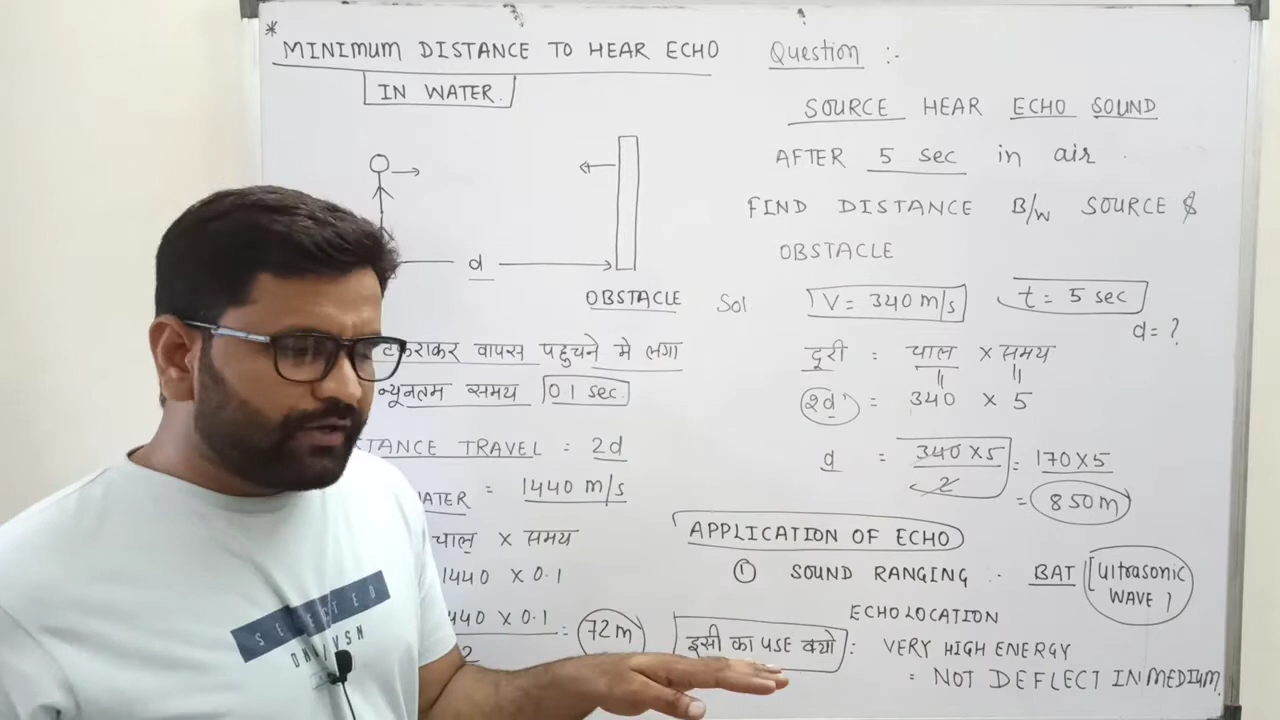 *
MINIMUM DISTANCE TO HEAR ECHO
IN WATER.
d
OBSTACLE
टकराकर वापस पहुचने मे लगा
न्यूनतम समय 0.1 sec.
TANCE TRAVEL = 2d
WATER = 1440 m/s
चाल × समय
1440 × 0.1
440 × 0.1 = 72m
2
Question :-
SOURCE HEAR ECHO SOUND
AFTER 5 sec in air.
FIND DISTANCE B/W SOURCE &
OBSTACLE
Sol V = 340 m/s t = 5 sec
d = ?
दूरी = चाल × समय
2d = 340 × 5
d = 340 × 5 = 170 × 5
2 = 850m
APPLICATION OF ECHO
① SOUND RANGING :- BAT [Ultrasonic
WAVE]
ECHOLOCATION
इसी का USE क्यो : VERY HIGH ENERGY
= NOT DEFLECT IN MEDIUM.
SELECTED